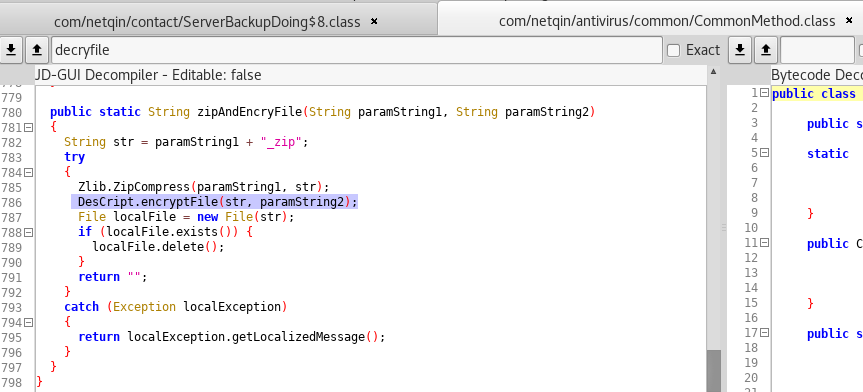 com/netqin/contact/ServerBackupDoing$8.class ×
com/netqin/antivirus/common/CommonMethod.class ×
decryfile
Exact
JD-GUI Decompiler - Editable: false
Bytecode Deco
779
780 public static String zipAndEncryFile(String paramString1, String paramString2)
781 {
782 String str = paramString1 + "_zip";
783 try
784 {
785 Zlib.ZipCompress(paramString1, str);
786 DesCript.encryptFile(str, paramString2);
787 File localFile = new File(str);
788 if (localFile.exists()) {
789 localFile.delete();
790 }
791 return "";
792 }
793 catch (Exception localException)
794 {
795 return localException.getLocalizedMessage();
796 }
797 }
798 }
1 public class
2
3 public s
4
5 static
6
7
8
9 }
10
11 public C
12
13
14
15 }
16
17 public s
18
19
20